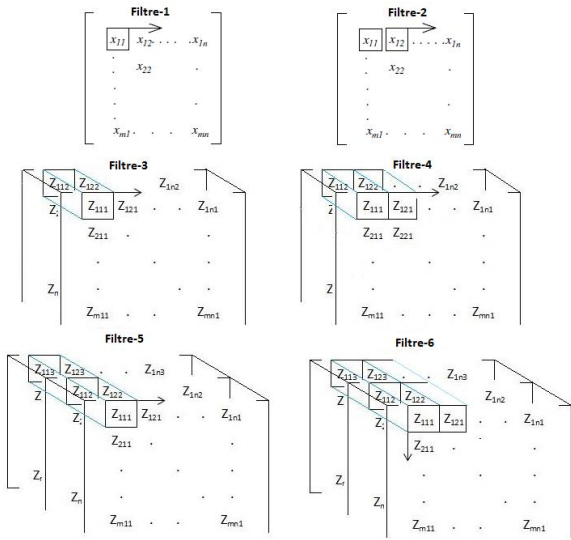 Filtre-1 Filtre-2
x11 x12 . . . . .x1n x11 x12 . . . . .x1n
. x22 . . x22 .
. .
. . . .
. .
xm1 . . . xmn xm1 . . . xmn
Filtre-3 Filtre-4
Z112 Z122 . . Z1n2 Z112 Z122 . . Z1n2
Z; Z111 Z121 . . Z1n1 Z Z111 Z121 . . Z1n1
Z211 . . Z211 Z221 .
. . . . . . . .
Zn . . . . Z . . . .
Zm11 . . Zmn1 Zm11 . . Zmn1
Filtre-5 Filtre-6
Z113 Z123 . . Z1n3 Z113 Z123 . . Z1n3
Z Z112 Z122 . . Z1n2 Z Z112 Z122 . . Z1n2
Z; Z111 Z121 . . Z1n1 Z; Z111 Z121 . . Z1n1
Z211 . . Z211 . .
Zr . . . . Zr . . . .
Zn . . . . Zn . . . .
Zm11 . . Zmn1 Zm11 . . Zmn1